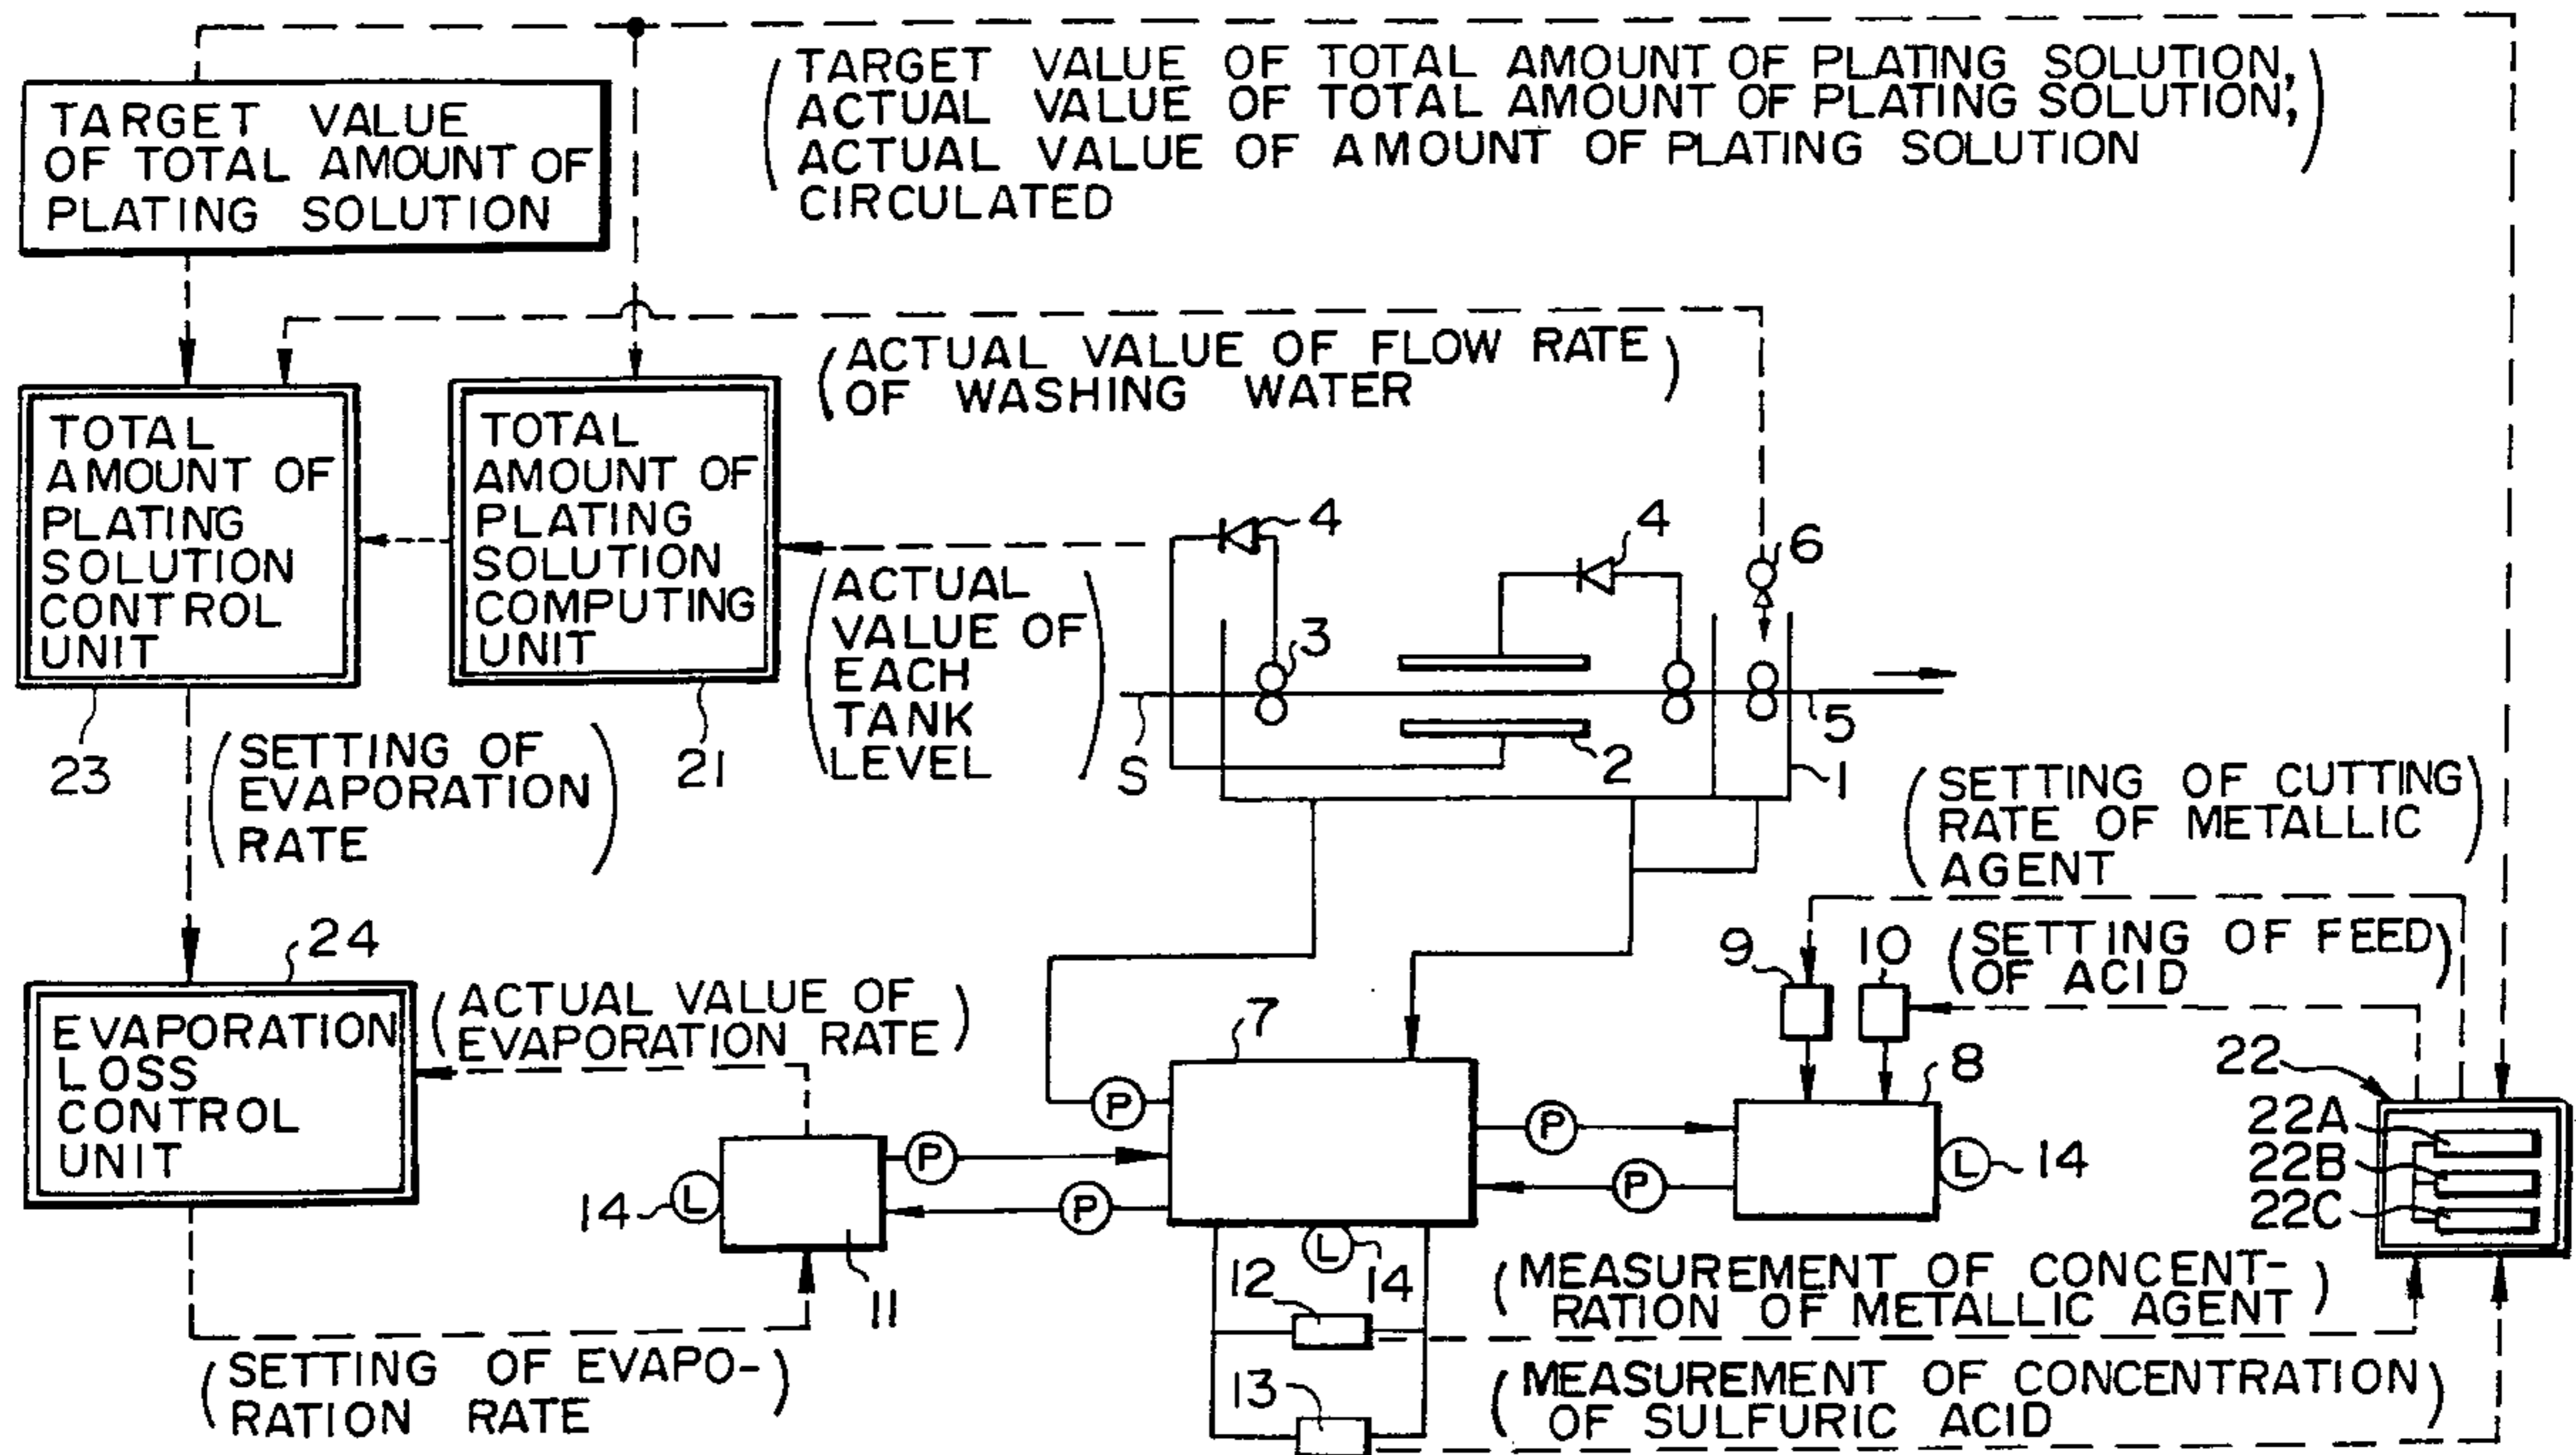 TARGET VALUE
OF TOTAL AMOUNT OF
PLATING SOLUTION
(TARGET VALUE OF TOTAL AMOUNT OF PLATING SOLUTION,
ACTUAL VALUE OF TOTAL AMOUNT OF PLATING SOLUTION,
ACTUAL VALUE OF AMOUNT OF PLATING SOLUTION
CIRCULATED)
(ACTUAL VALUE OF FLOW RATE
OF WASHING WATER)
TOTAL
AMOUNT OF
PLATING
SOLUTION
CONTROL
UNIT
23
TOTAL
AMOUNT OF
PLATING
SOLUTION
COMPUTING
UNIT
21
(ACTUAL
VALUE OF
EACH
TANK
LEVEL)
4
4
6
3
S
2
5
1
(SETTING OF
EVAPORATION
RATE)
(SETTING OF CUTTING
RATE OF METALLIC
AGENT)
9
10
(SETTING OF FEED
OF ACID)
24
EVAPORATION
LOSS
CONTROL
UNIT
(ACTUAL VALUE OF
EVAPORATION RATE)
7
8
22
22A
22B
22C
P
P
P
P
P
L
14
L
14
L
14
11
12
13
(MEASUREMENT OF CONCENT-
RATION OF METALLIC AGENT)
(MEASUREMENT OF CONCENTRATION
OF SULFURIC ACID)
(SETTING OF EVAPO-
RATION RATE)